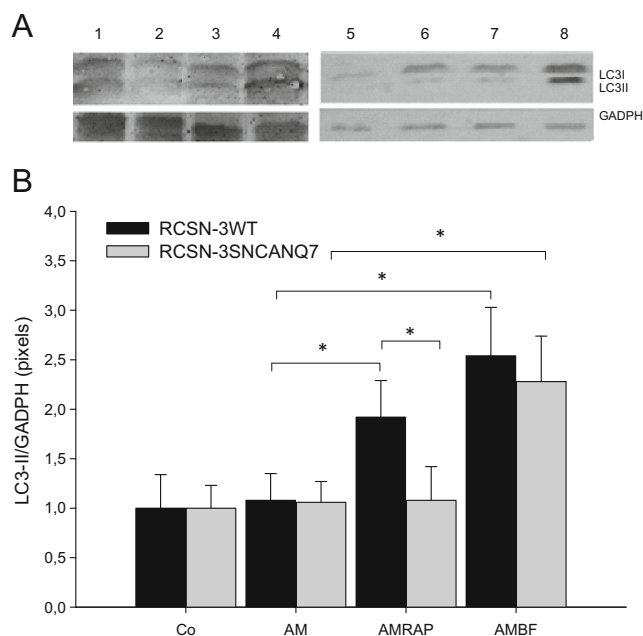 A
1 2 3 4 5 6 7 8
LC3I
LC3II
GADPH
B
4,0
RCSN-3WT
RCSN-3SNCANQ7
*
3,5
*
3,0
*
*
2,5
2,0
1,5
1,0
0,5
0,0
LC3-II/GADPH (pixels)
Co AM AMRAP AMBF